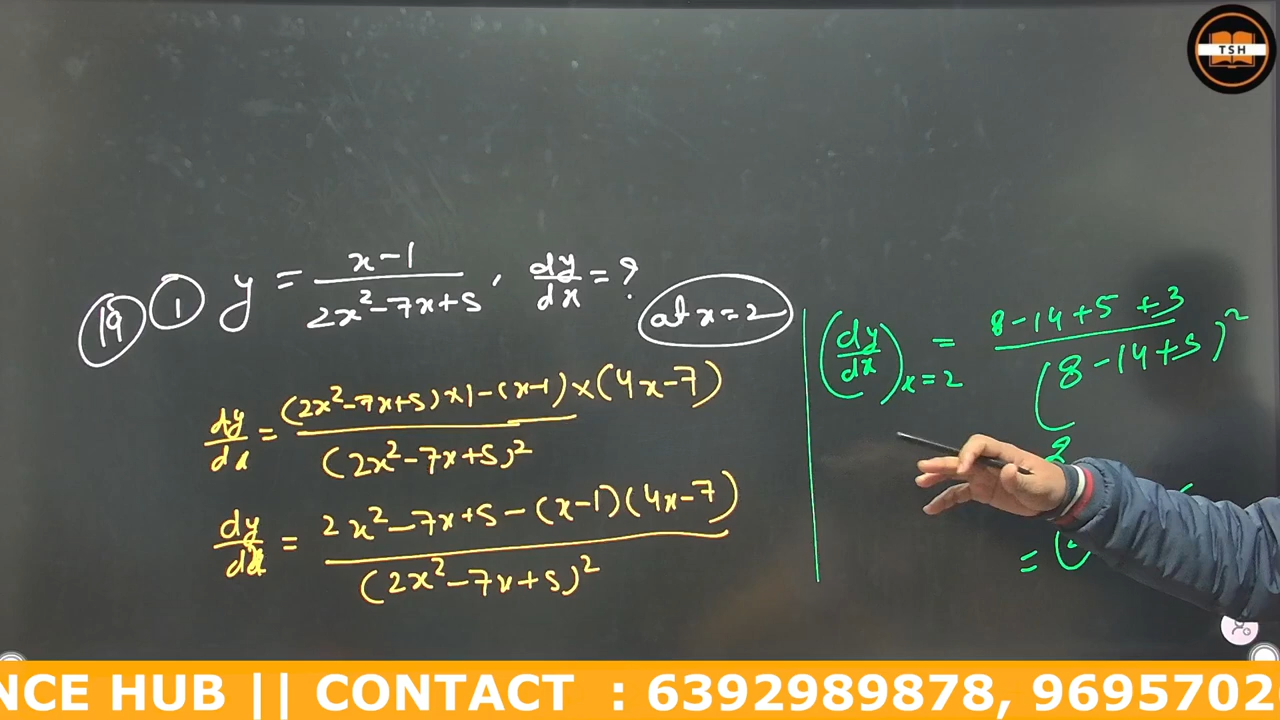 TSH
(19) (1) y = (x-1)/(2x²-7x+5), dy/dx = ? (at x=2)
dy/dx = ((2x²-7x+5)×1-(x-1)×(4x-7))/(2x²-7x+5)²
dy/dx = (2x²-7x+5-(x-1)(4x-7))/(2x²-7x+5)²
(dy/dx)x=2 = (8-14+5+3)/(8-14+5)²
=
NCE HUB || CONTACT : 6392989878, 9695702